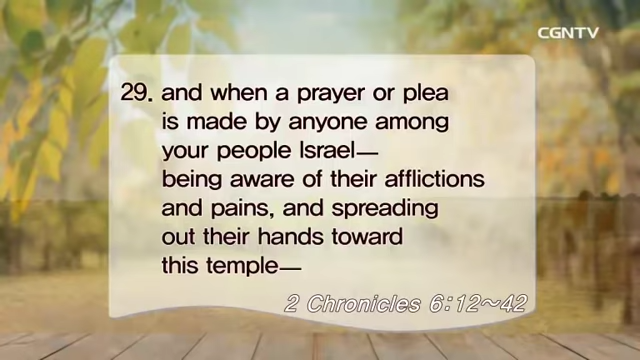 CGNTV
29. and when a prayer or plea
is made by anyone among
your people Israel—
being aware of their afflictions
and pains, and spreading
out their hands toward
this temple—
2 Chronicles 6:12~42